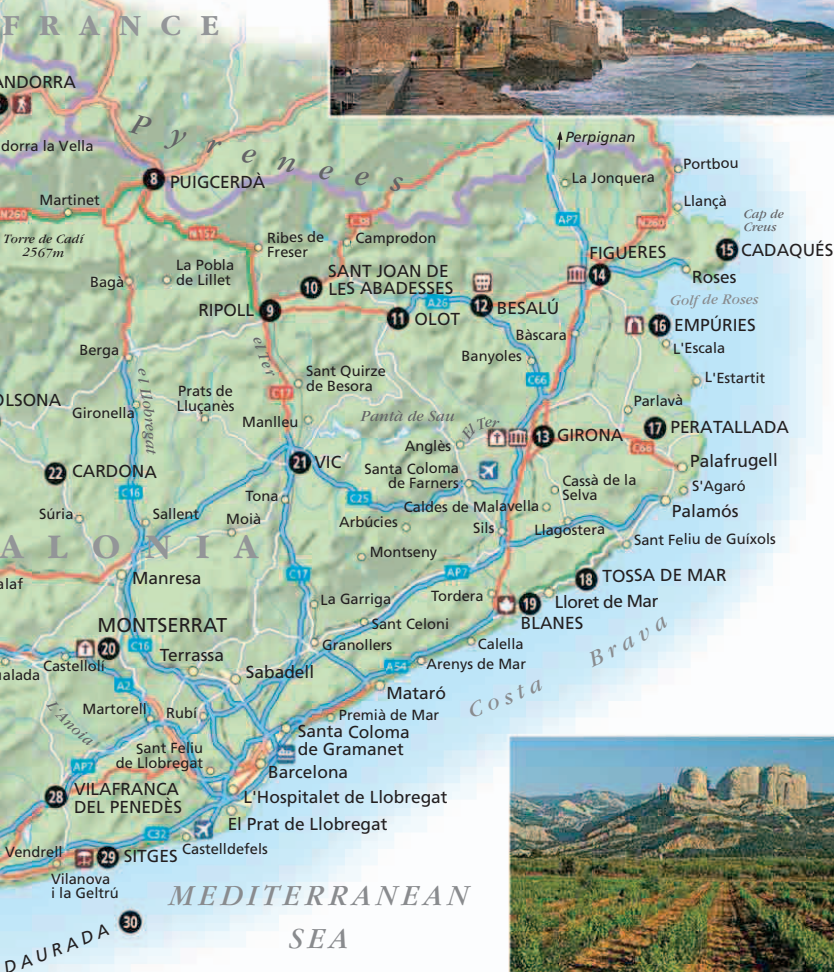 FRANCE
ANDORRA
dorra la Vella
Pyrenees
Perpignan
Portbou
La Jonquera
8 PUIGCERDÀ
Martinet
Llançà
N260
Cap de
Creus
AP7
N260
C38
N152
Torre de Cadí
2567m
Ribes de
Freser
Camprodon
FIGUERES
14
15 CADAQUÉS
La Pobla
de Lillet
Bagà
10 SANT JOAN DE
LES ABADESSES
Roses
A26
12 BESALÚ
Golf de Roses
RIPOLL 9
11 OLOT
16 EMPÚRIES
Bàscara
L'Escala
Berga
el Ter
Banyoles
Sant Quirze
de Besora
C66
L'Estartit
OLSONA
el Llobregat
Prats de
Lluçanès
C17
Gironella
Parlavà
Manlleu
Pantà de Sau
El Ter
17 PERATALLADA
Anglès
13 GIRONA
C66
21 VIC
22 CARDONA
Santa Coloma
de Farners
Palafrugell
C16
Tona
C25
Cassà de la
Selva
S'Agaró
Caldes de Malavella
Palamós
Súria
Sallent
Moià
Arbúcies
Sils
Llagostera
ALONIA
Montseny
Sant Feliu de Guíxols
alaf
Manresa
C17
AP7
18 TOSSA DE MAR
La Garriga
Tordera
19
Lloret de Mar
BLANES
MONTSERRAT
20
Sant Celoni
C16
Granollers
Calella
Costa Brava
Castellolí
Terrassa
A54
Arenys de Mar
ualada
Sabadell
A2
Mataró
Martorell
Rubí
Premià de Mar
L'Anoia
Santa Coloma
de Gramanet
Sant Feliu
de Llobregat
AP7
Barcelona
28 VILAFRANCA
DEL PENEDÈS
L'Hospitalet de Llobregat
El Prat de Llobregat
C32
Castelldefels
Vendrell
29 SITGES
Vilanova
i la Geltrú
MEDITERRANEAN
SEA
30
DAURADA